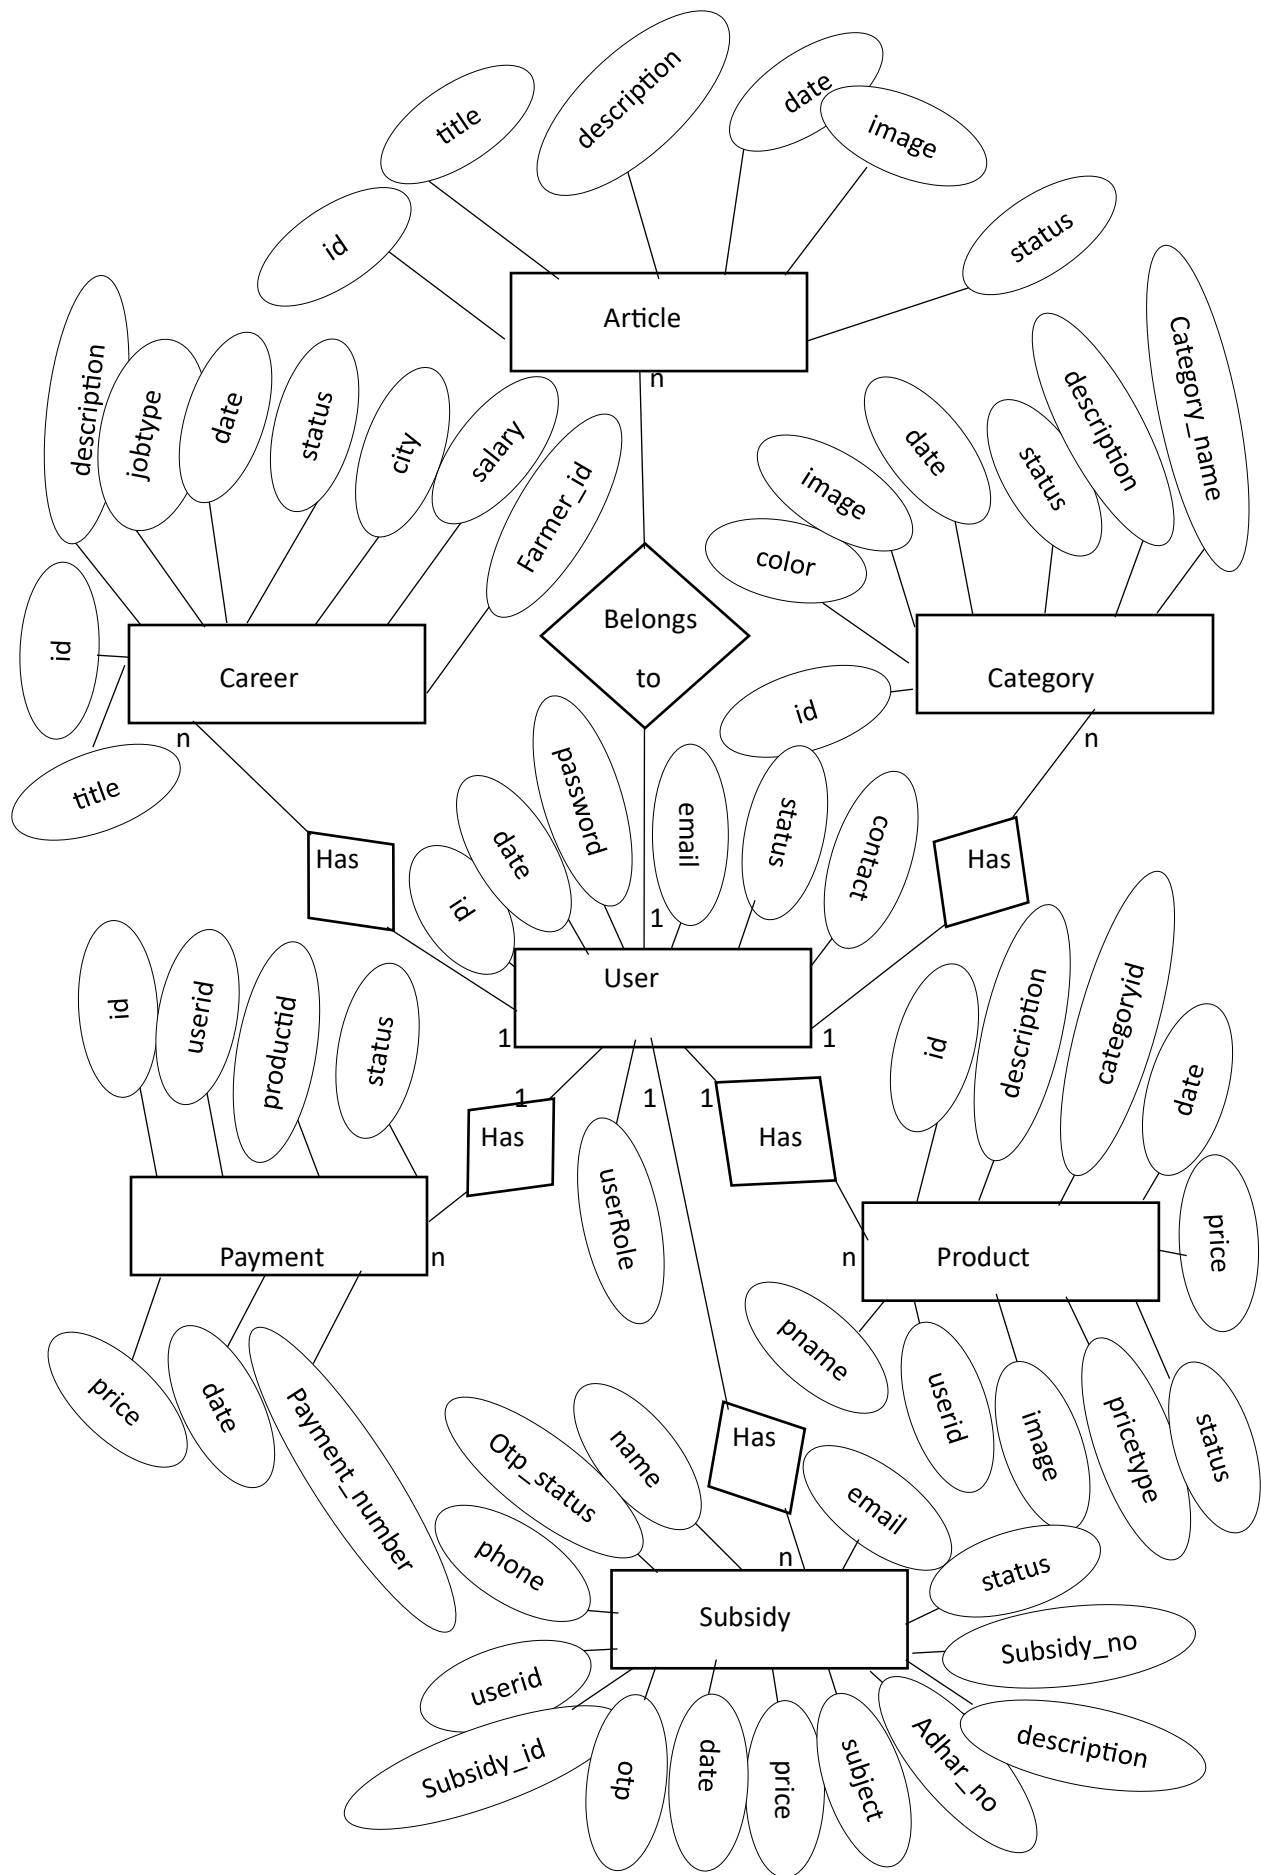 title
description
date
image
id
status
Article
n
description
jobtype
date
status
city
salary
Farmer_id
id
title
Career
n
color
image
date
status
description
Category_name
id
Category
n
Belongs
to
Has
Has
id
date
password
email
status
contact
1
User
1
1
id
userid
productid
status
1
1
1
Has
Has
userRole
id
description
categoryid
date
price
Payment
n
n
Product
price
date
Payment_number
pname
userid
image
pricetype
status
Has
n
Otp_status
name
email
phone
status
Subsidy
Subsidy_no
userid
Subsidy_id
otp
date
price
subject
Adhar_no
description